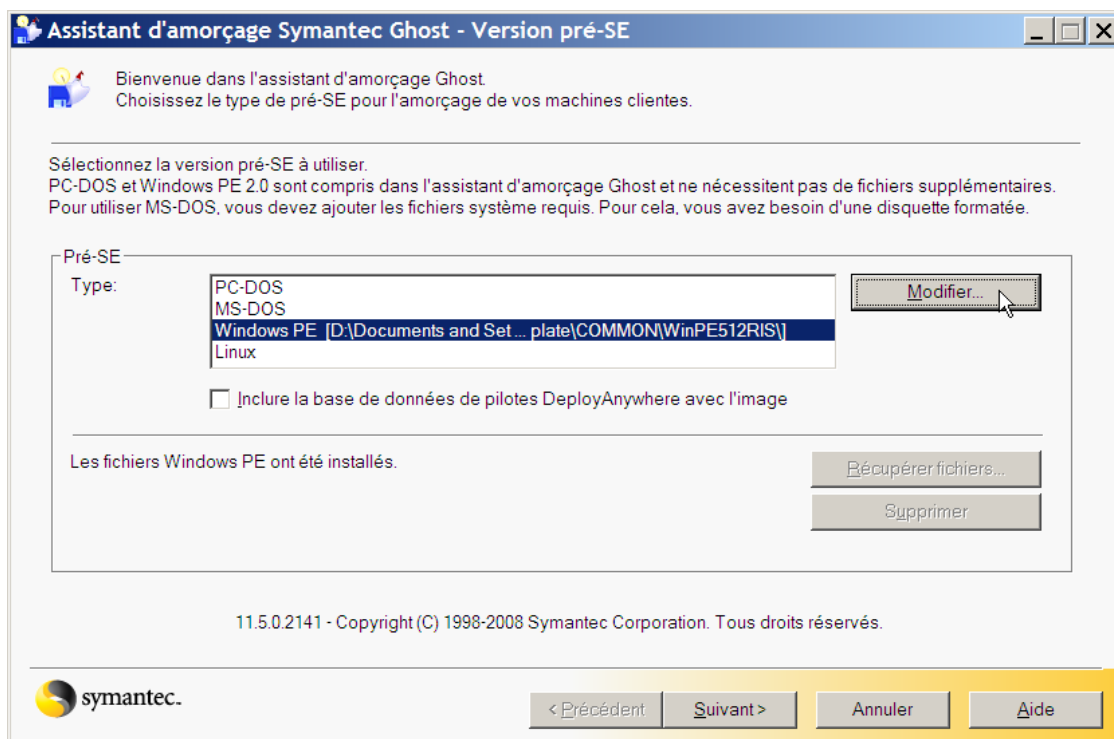 Assistant d'amorçage Symantec Ghost - Version pré-SE
Bienvenue dans l'assistant d'amorçage Ghost.
Choisissez le type de pré-SE pour l'amorçage de vos machines clientes.
Sélectionnez la version pré-SE à utiliser.
PC-DOS et Windows PE 2.0 sont compris dans l'assistant d'amorçage Ghost et ne nécessitent pas de fichiers supplémentaires.
Pour utiliser MS-DOS, vous devez ajouter les fichiers système requis. Pour cela, vous avez besoin d'une disquette formatée.
Pré-SE
Type:
PC-DOS
MS-DOS
Windows PE [D:\Documents and Set ... plate\COMMON\WinPE512RIS\]
Linux
Modifier...
Inclure la base de données de pilotes DeployAnywhere avec l'image
Les fichiers Windows PE ont été installés.
Récupérer fichiers...
Supprimer
11.5.0.2141 - Copyright (C) 1998-2008 Symantec Corporation. Tous droits réservés.
symantec.
< Précédent
Suivant >
Annuler
Aide